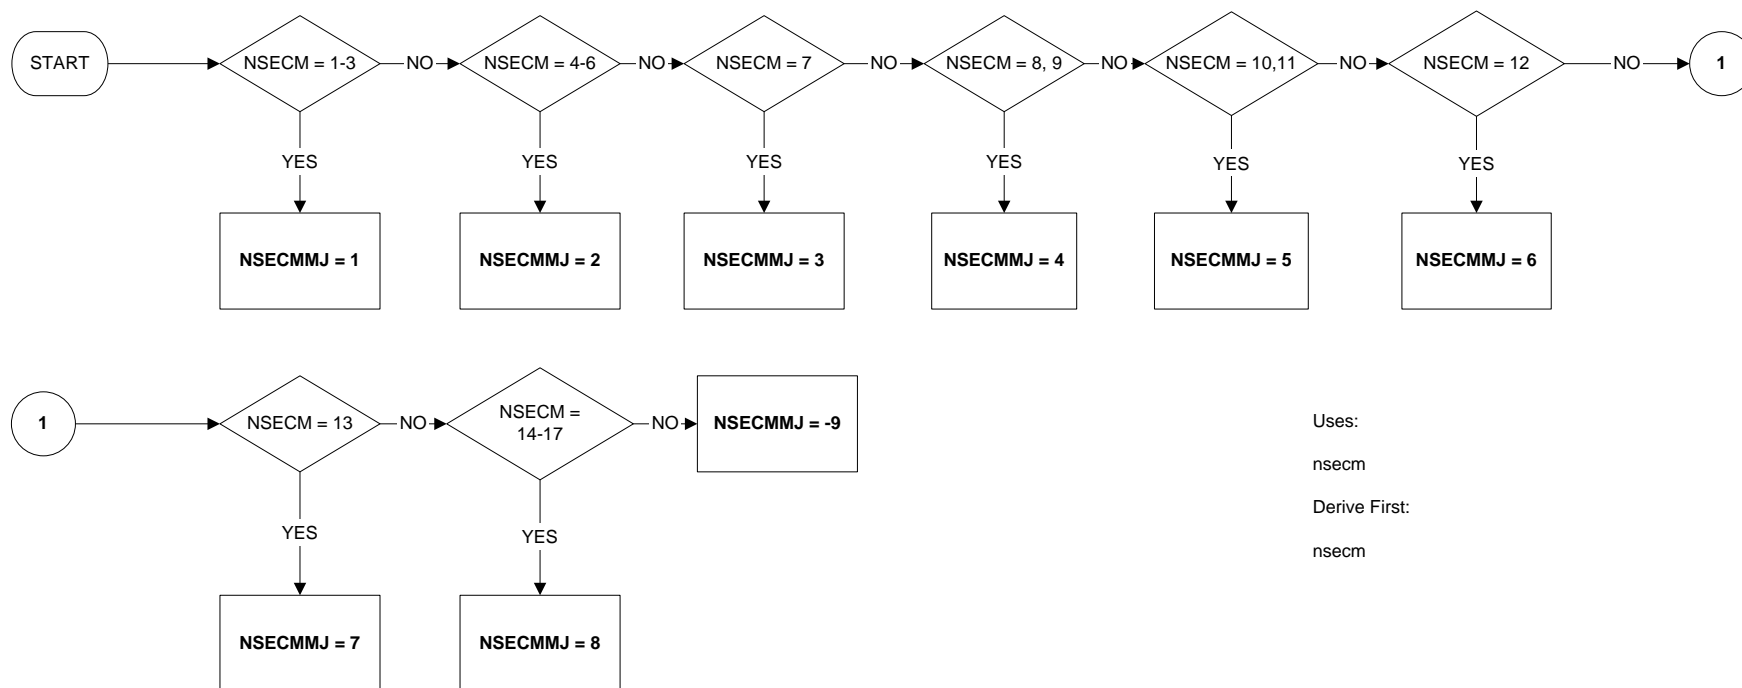 START
NSECM = 1-3
NO
NSECM = 4-6
NO
NSECM = 7
NO
NSECM = 8, 9
NO
NSECM = 10,11
NO
NSECM = 12
NO
1
YES
YES
YES
YES
YES
YES
NSECMMJ = 1
NSECMMJ = 2
NSECMMJ = 3
NSECMMJ = 4
NSECMMJ = 5
NSECMMJ = 6
1
NSECM = 13
NO
NSECM =
14-17
NO
NSECMMJ = -9
YES
YES
NSECMMJ = 7
NSECMMJ = 8
Uses:
nsecm
Derive First:
nsecm